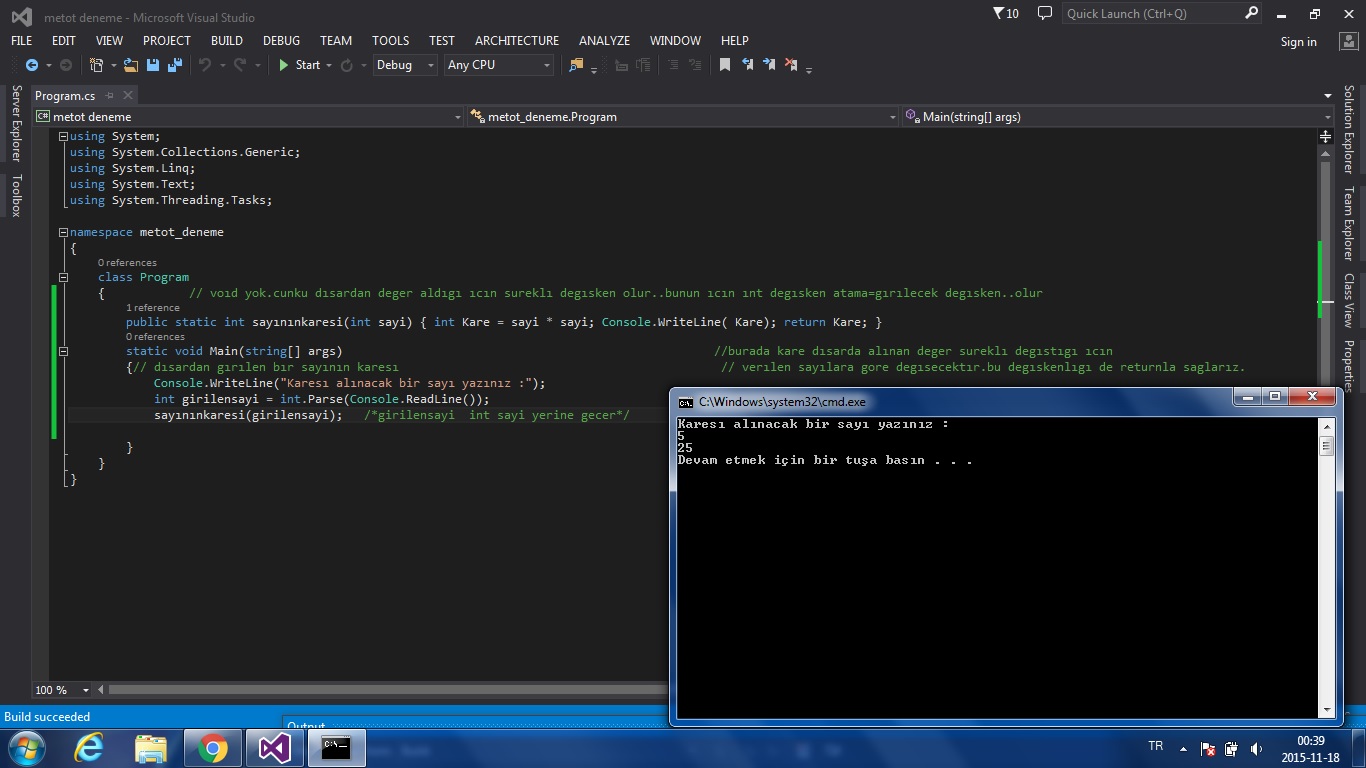 metot deneme - Microsoft Visual Studio
10
Quick Launch (Ctrl+Q)
FILE EDIT VIEW PROJECT BUILD DEBUG TEAM TOOLS TEST ARCHITECTURE ANALYZE WINDOW HELP
Sign in
Start Debug Any CPU
Program.cs
C# metot deneme metot_deneme.Program Main(string[] args)
Server Explorer
Toolbox
Solution Explorer
Team Explorer
Class View
Properties
using System;
using System.Collections.Generic;
using System.Linq;
using System.Text;
using System.Threading.Tasks;
namespace metot_deneme
{
0 references
class Program
{ // voıd yok.cunku dısardan deger aldıgı ıcın sureklı degısken olur..bunun ıcın ınt degısken atama=gırılecek degısken..olur
1 reference
public static int sayınınkaresi(int sayi) { int Kare = sayi * sayi; Console.WriteLine( Kare); return Kare; }
0 references
static void Main(string[] args) //burada kare dısarda alınan deger sureklı degıstıgı ıcın
{// dısardan gırılen bır sayının karesı // verılen sayılara gore degısecektır.bu degıskenlıgı de returnla saglarız.
Console.WriteLine("Karesı alınacak bir sayı yazınız :");
int girilensayi = int.Parse(Console.ReadLine());
sayınınkaresi(girilensayi); /*girilensayi int sayi yerine gecer*/
}
}
}
C:\Windows\system32\cmd.exe
Karesı alınacak bir sayı yazınız :
5
25
Devam etmek için bir tuşa basın . . .
100 %
Build succeeded
Output
TR
00:39
2015-11-18